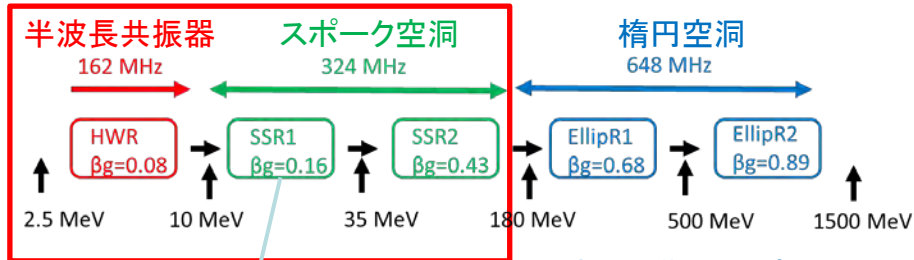 半波長共振器 スポーク空洞 楕円空洞
162 MHz 324 MHz 648 MHz
HWR SSR1 SSR2 EllipR1 EllipR2
βg=0.08 βg=0.16 βg=0.43 βg=0.68 βg=0.89
2.5 MeV 10 MeV 35 MeV 180 MeV 500 MeV 1500 MeV